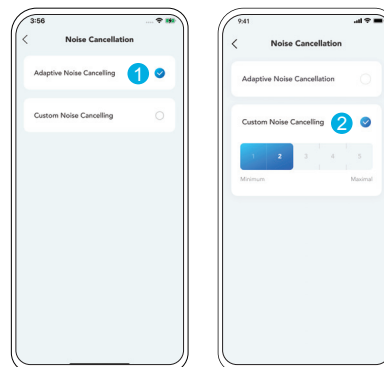 3:56
Noise Cancellation
Adaptive Noise Cancelling
1
Custom Noise Cancelling
9:41
Noise Cancellation
Adaptive Noise Cancellation
Custom Noise Cancelling
2
1 2 3 4 5
Minimum Maximal